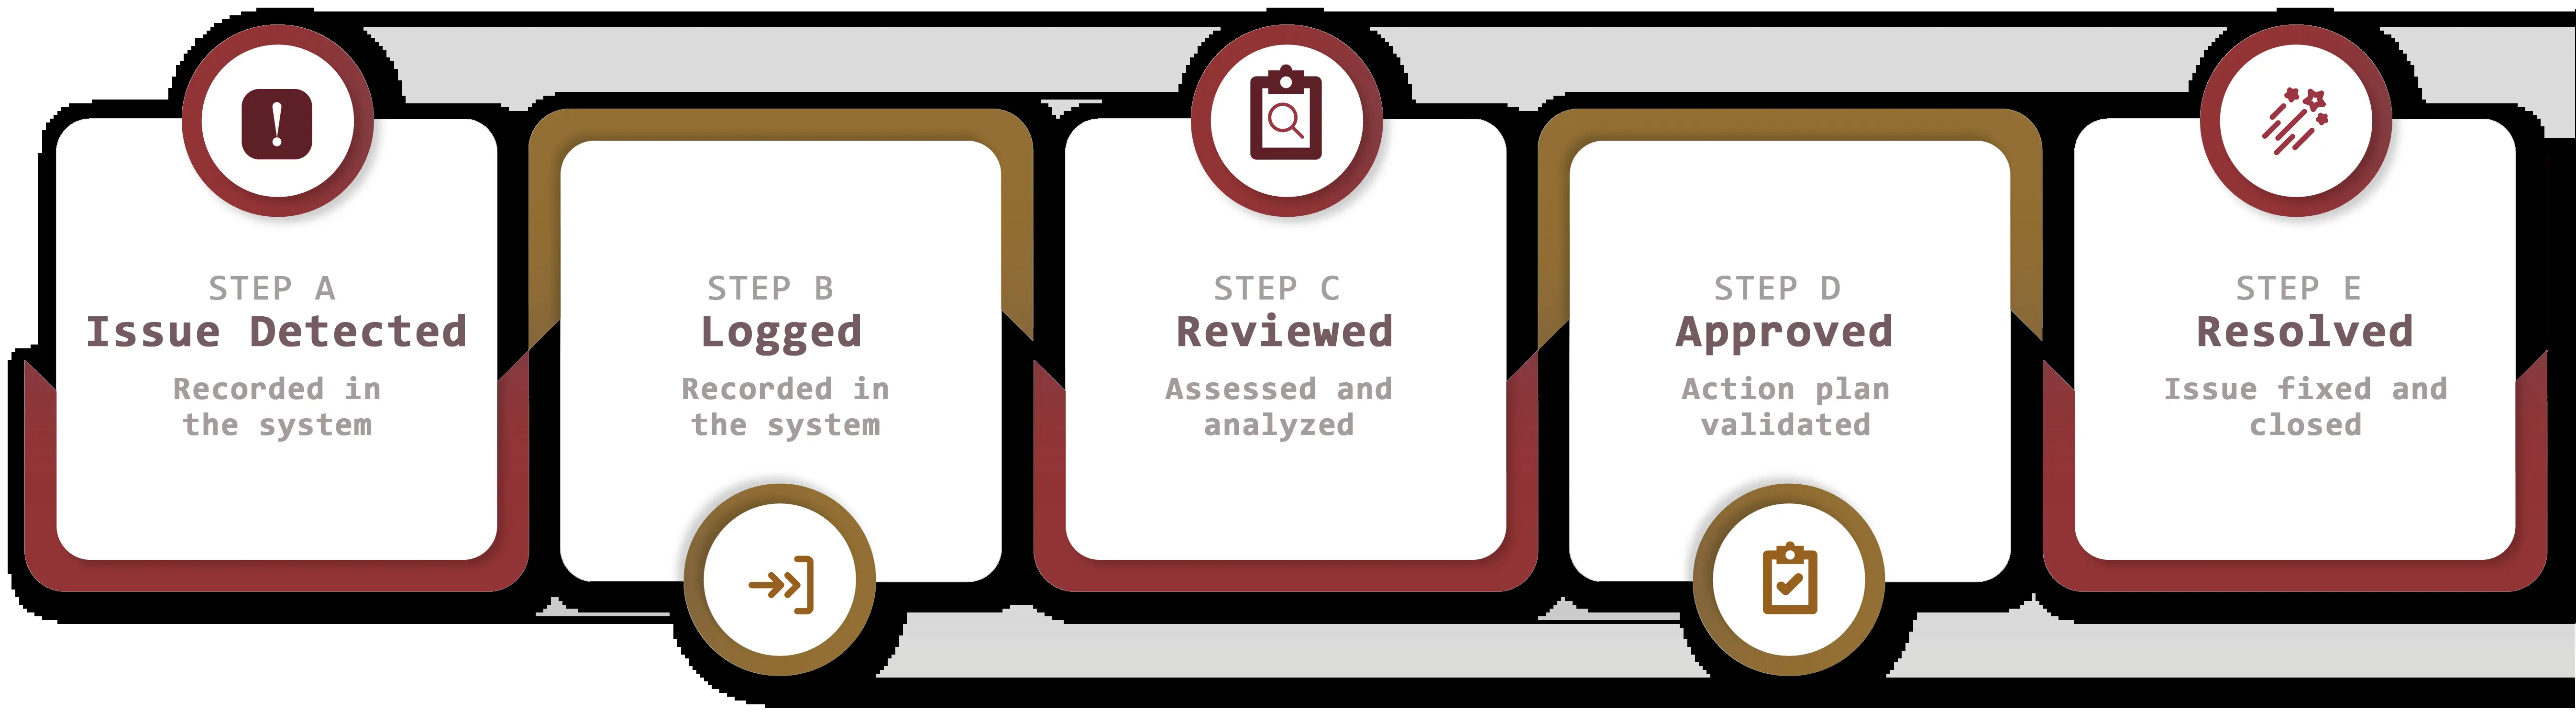 STEP A
Issue Detected
Recorded in
the system
STEP B
Logged
Recorded in
the system
STEP C
Reviewed
Assessed and
analyzed
STEP D
Approved
Action plan
validated
STEP E
Resolved
Issue fixed and
closed